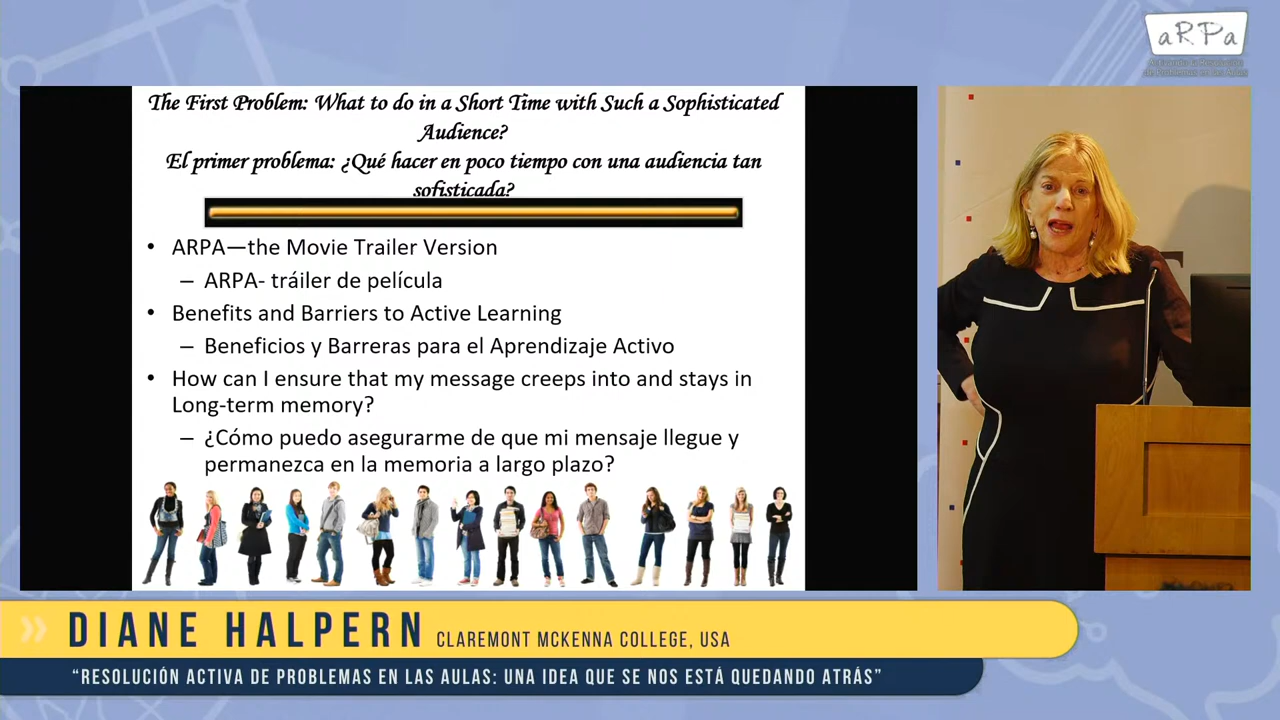 aRPa
The First Problem: What to do in a Short Time with Such a Sophisticated
Audience?
El primer problema: ¿Qué hacer en poco tiempo con una audiencia tan
sofisticada?
• ARPA—the Movie Trailer Version
– ARPA- tráiler de película
• Benefits and Barriers to Active Learning
– Beneficios y Barreras para el Aprendizaje Activo
• How can I ensure that my message creeps into and stays in
Long-term memory?
– ¿Cómo puedo asegurarme de que mi mensaje llegue y
permanezca en la memoria a largo plazo?
» DIANE HALPERN CLAREMONT MCKENNA COLLEGE, USA
“RESOLUCIÓN ACTIVA DE PROBLEMAS EN LAS AULAS: UNA IDEA QUE SE NOS ESTÁ QUEDANDO ATRÁS”